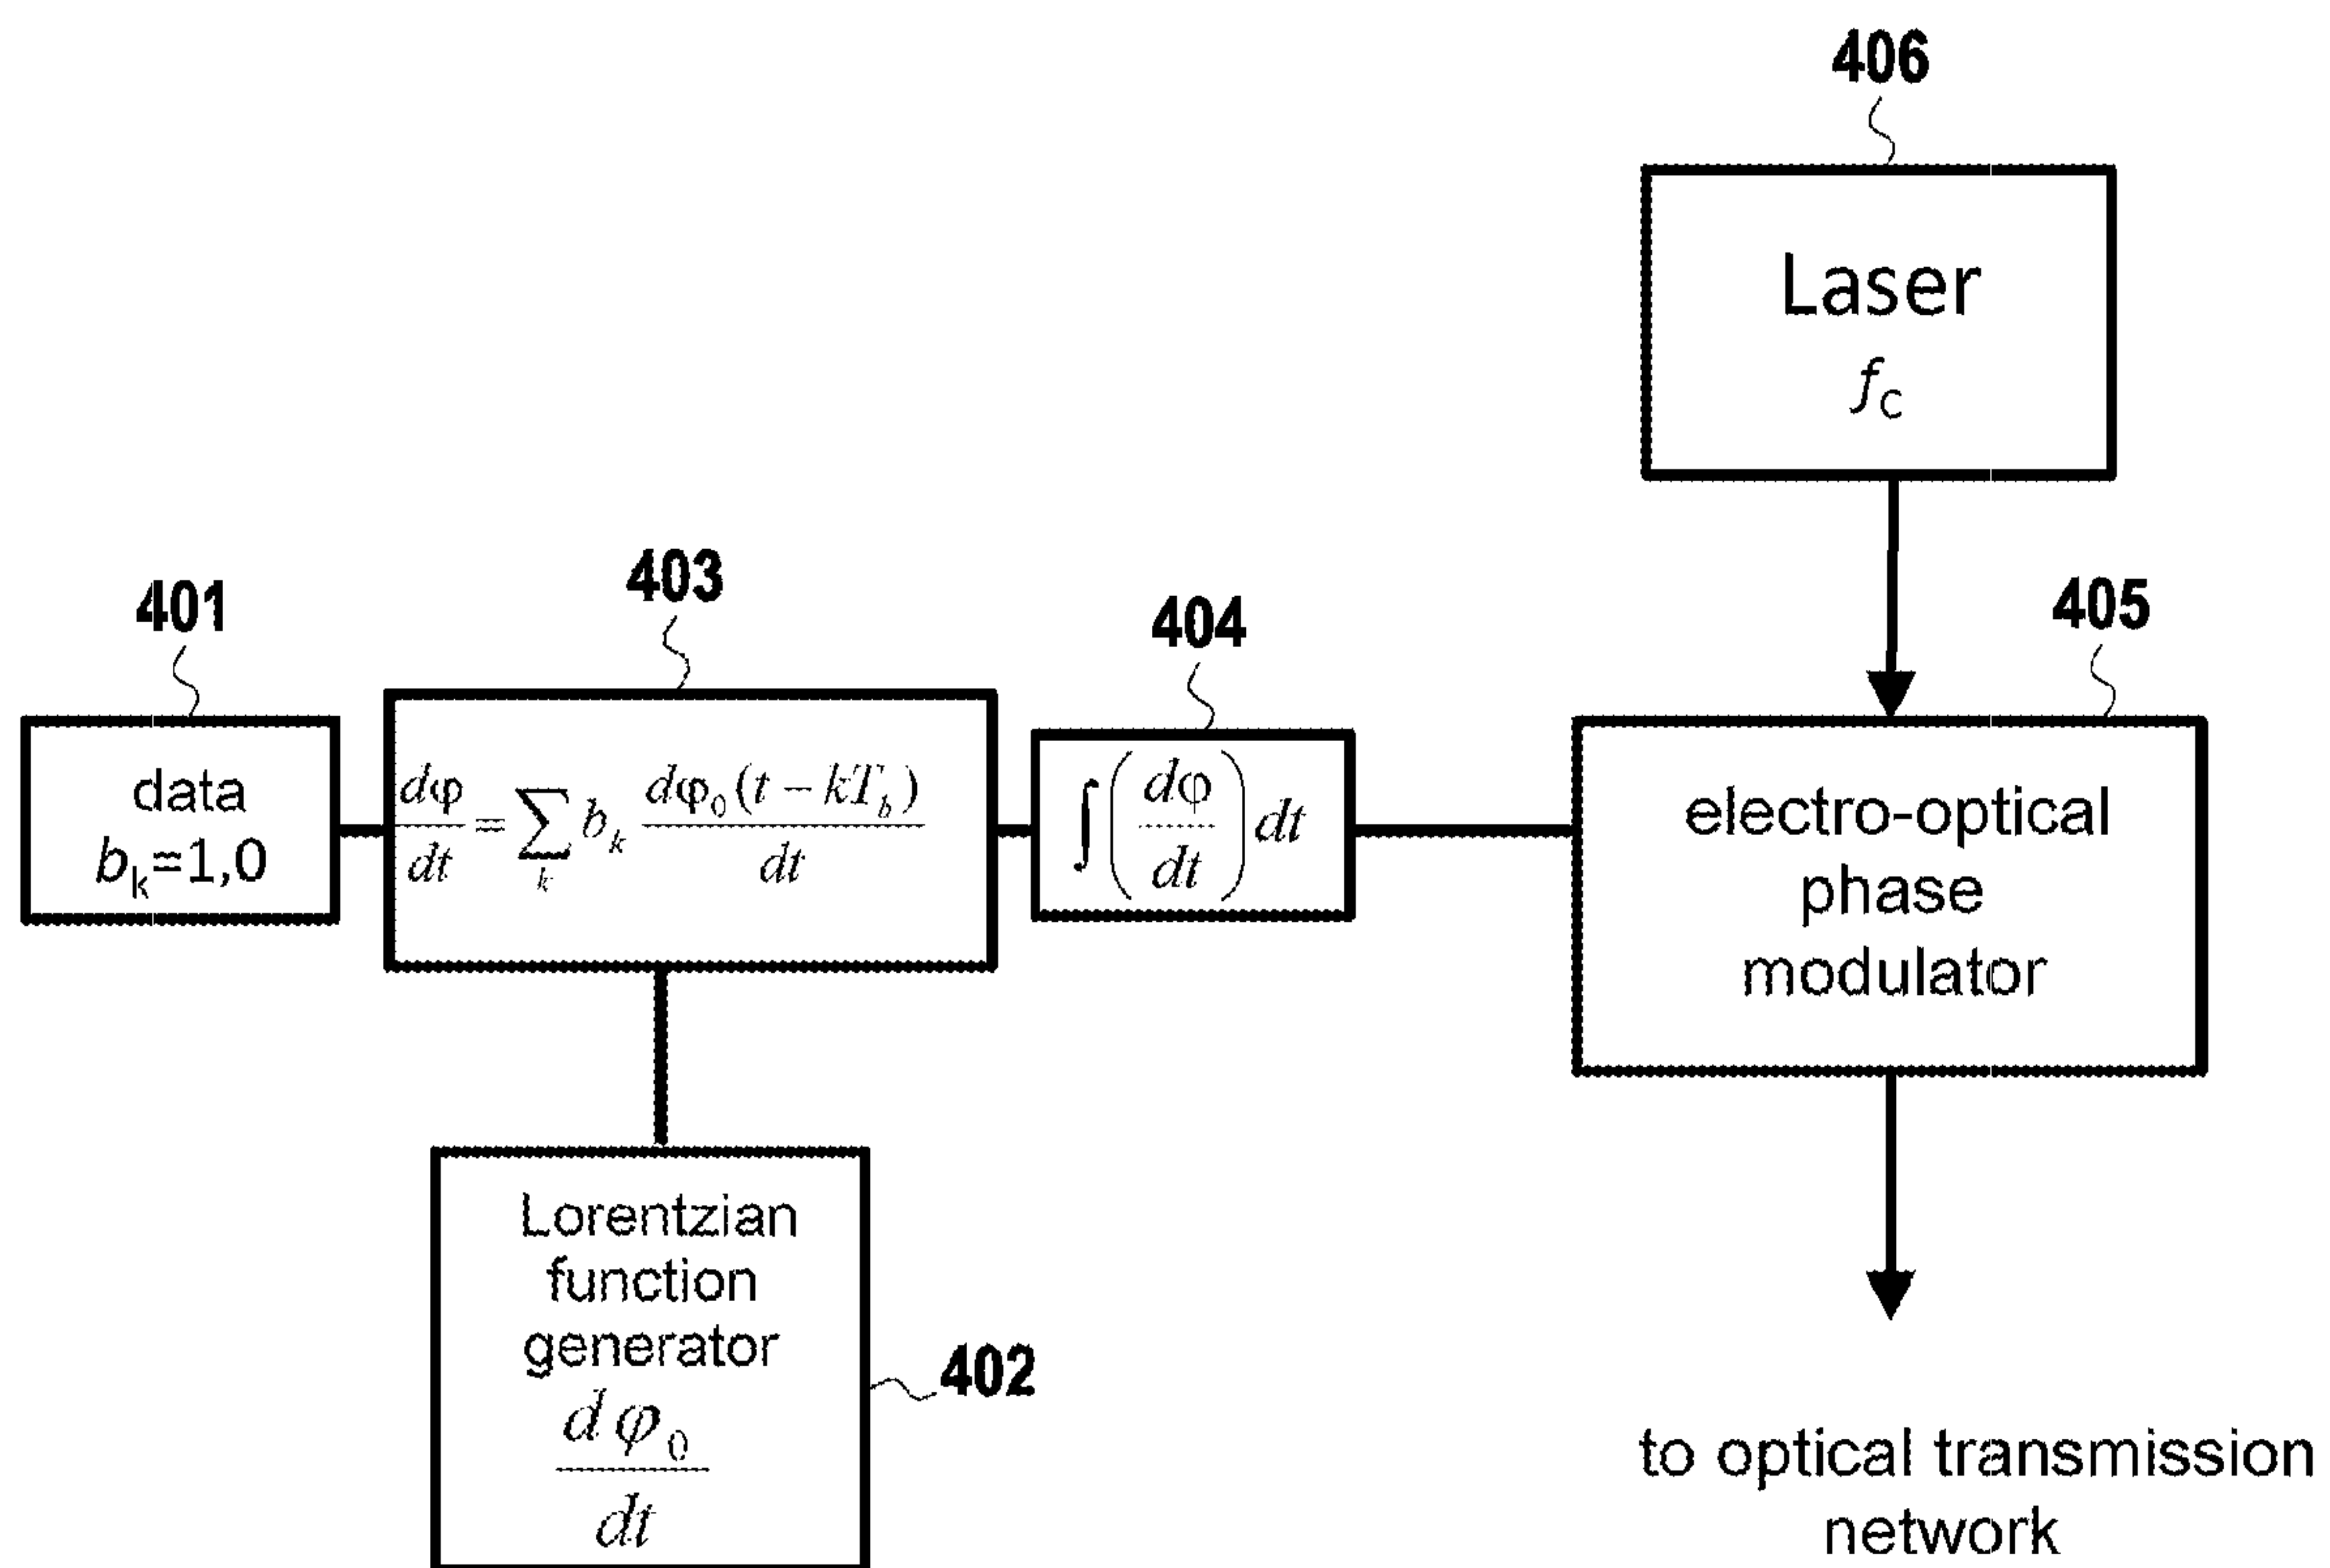 406
Laser
f_c
401
data
b_k=1,0
403
dφ/dt = ∑_k b_k dφ_0(t − kT_b)/dt
404
∫(dφ/dt)dt
405
electro-optical
phase
modulator
Lorentzian
function
generator
dφ_0/dt
402
to optical transmission
network